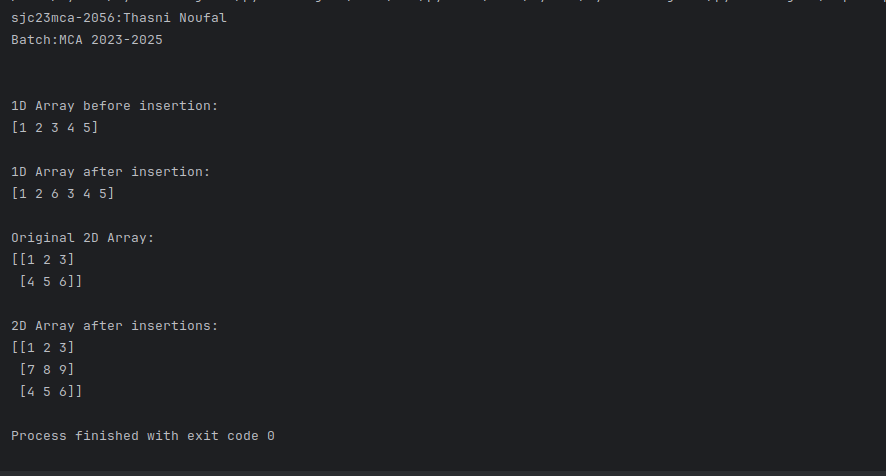 sjc23mca-2056:Thasni Noufal
Batch:MCA 2023-2025
1D Array before insertion:
[1 2 3 4 5]
1D Array after insertion:
[1 2 6 3 4 5]
Original 2D Array:
[[1 2 3]
 [4 5 6]]
2D Array after insertions:
[[1 2 3]
 [7 8 9]
 [4 5 6]]
Process finished with exit code 0